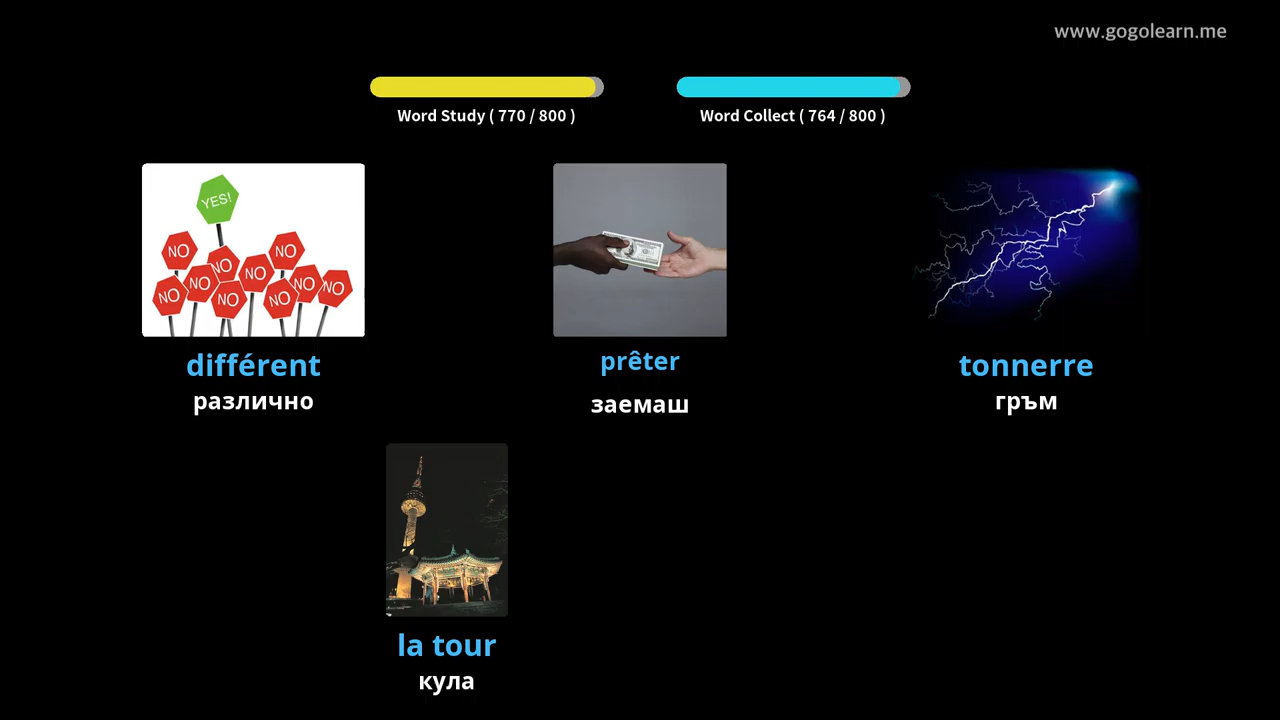 www.gogolearn.me
Word Study ( 770 / 800 )
Word Collect ( 764 / 800 )
YES!
NO
NO
NO
NO
NO
NO
NO
NO
NO
NO
différent
различно
prêter
заемаш
tonnerre
гръм
la tour
кула